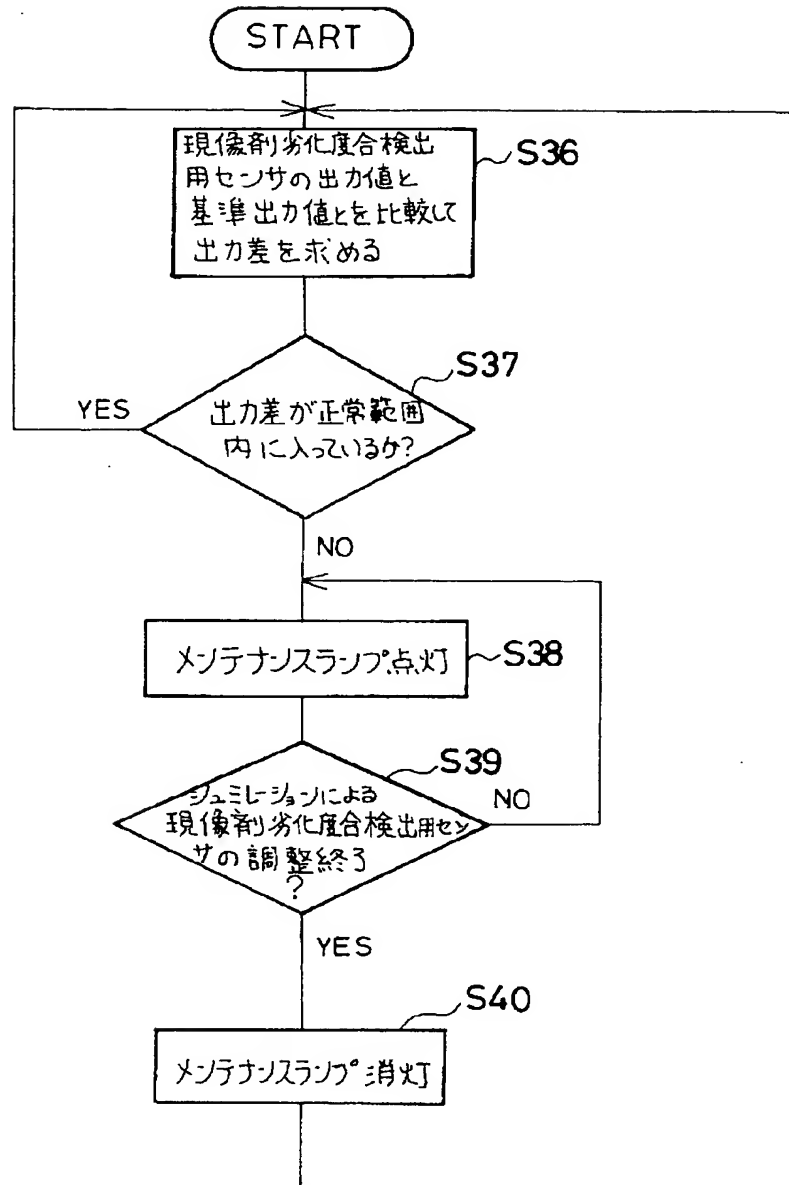 START
現像剤劣化度合検出
用センサの出力値と
基準出力値とを比較して
出力差を求める
S36
S37
YES
出力差が正常範囲
内に入っているか?
NO
メンテナンスランプ点灯
S38
S39
シュミレーションによる
NO
現像剤劣化度合検出用セン
サの調整終了
?
YES
S40
メンテナンスランプ消灯